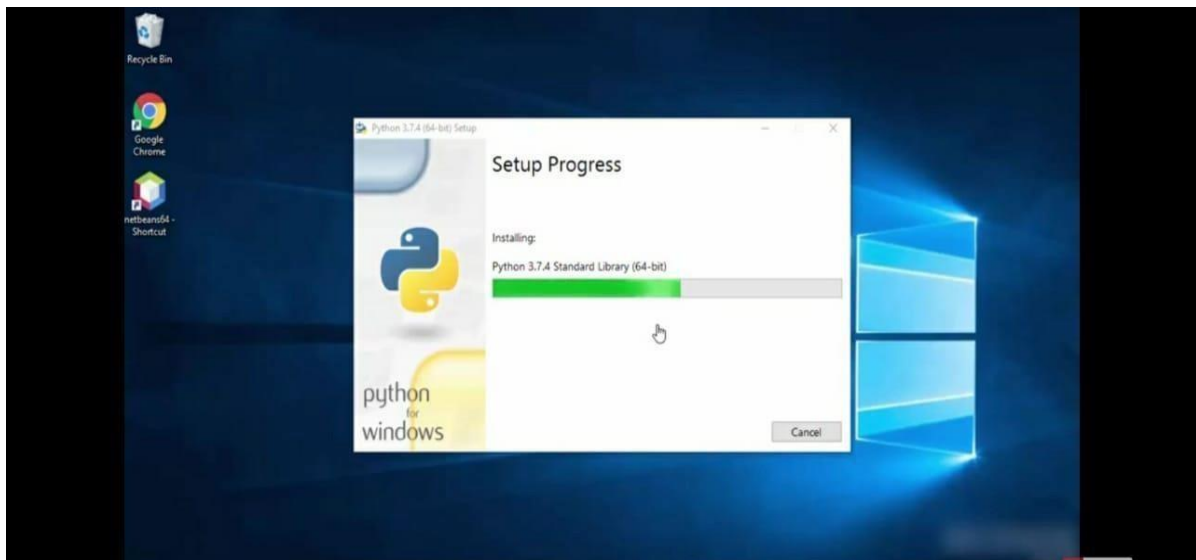 Recycle Bin
Google
Chrome
netbeans64 -
Shortcut
Python 3.7.4 (64-bit) Setup
Setup Progress
Installing:
Python 3.7.4 Standard Library (64-bit)
python
for
windows
Cancel